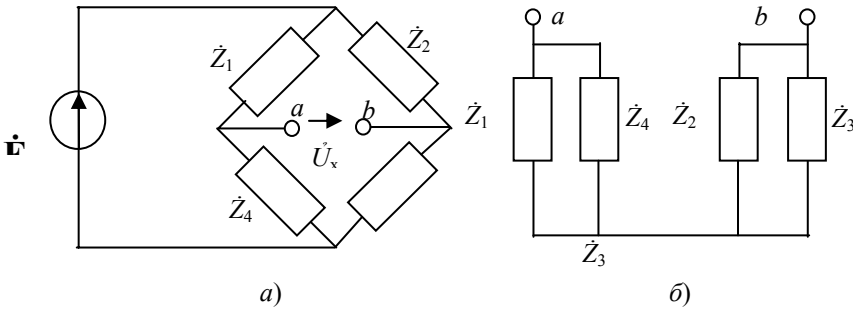 Ż₁
Ż₂
a
b
U̇ₓ
Ė
Ż₄
а)
a
b
Ż₁
Ż₄
Ż₂
Ż₃
Ż₃
б)